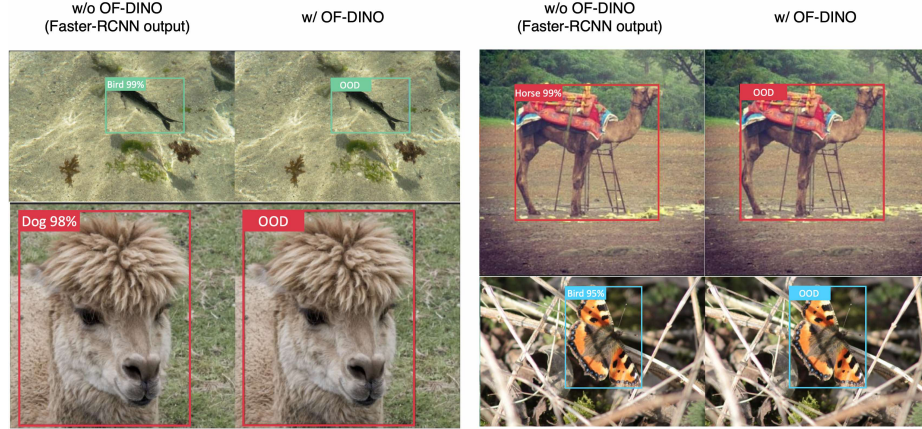 w/o OF-DINO
(Faster-RCNN output)
w/ OF-DINO
w/o OF-DINO
(Faster-RCNN output)
w/ OF-DINO
Bird 99%
OOD
Horse 99%
OOD
Dog 98%
OOD
Bird 95%
OOD